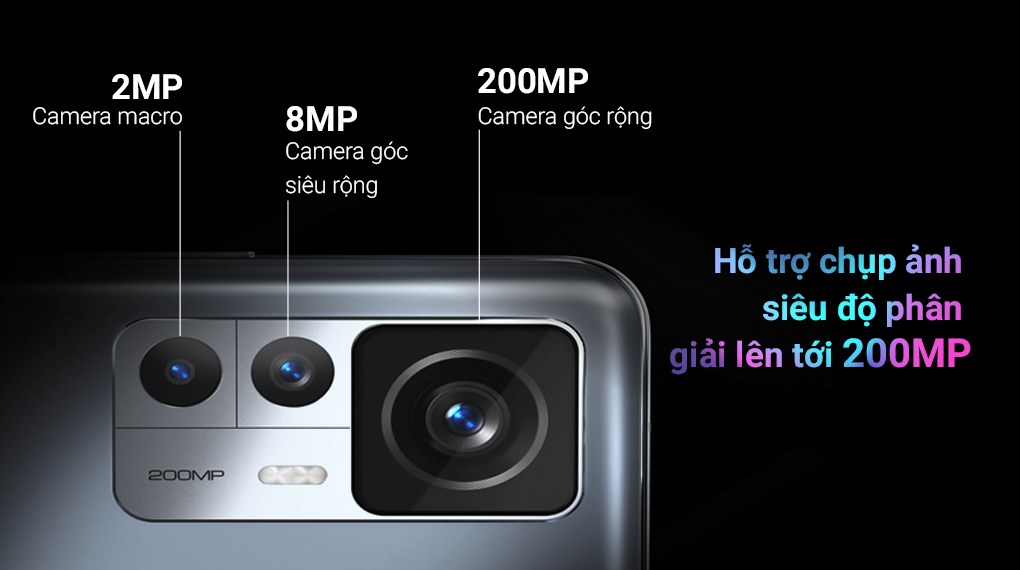 2MP
Camera macro
8MP
Camera góc
siêu rộng
200MP
Camera góc rộng
Hỗ trợ chụp ảnh
siêu độ phân
giải lên tới 200MP
200MP